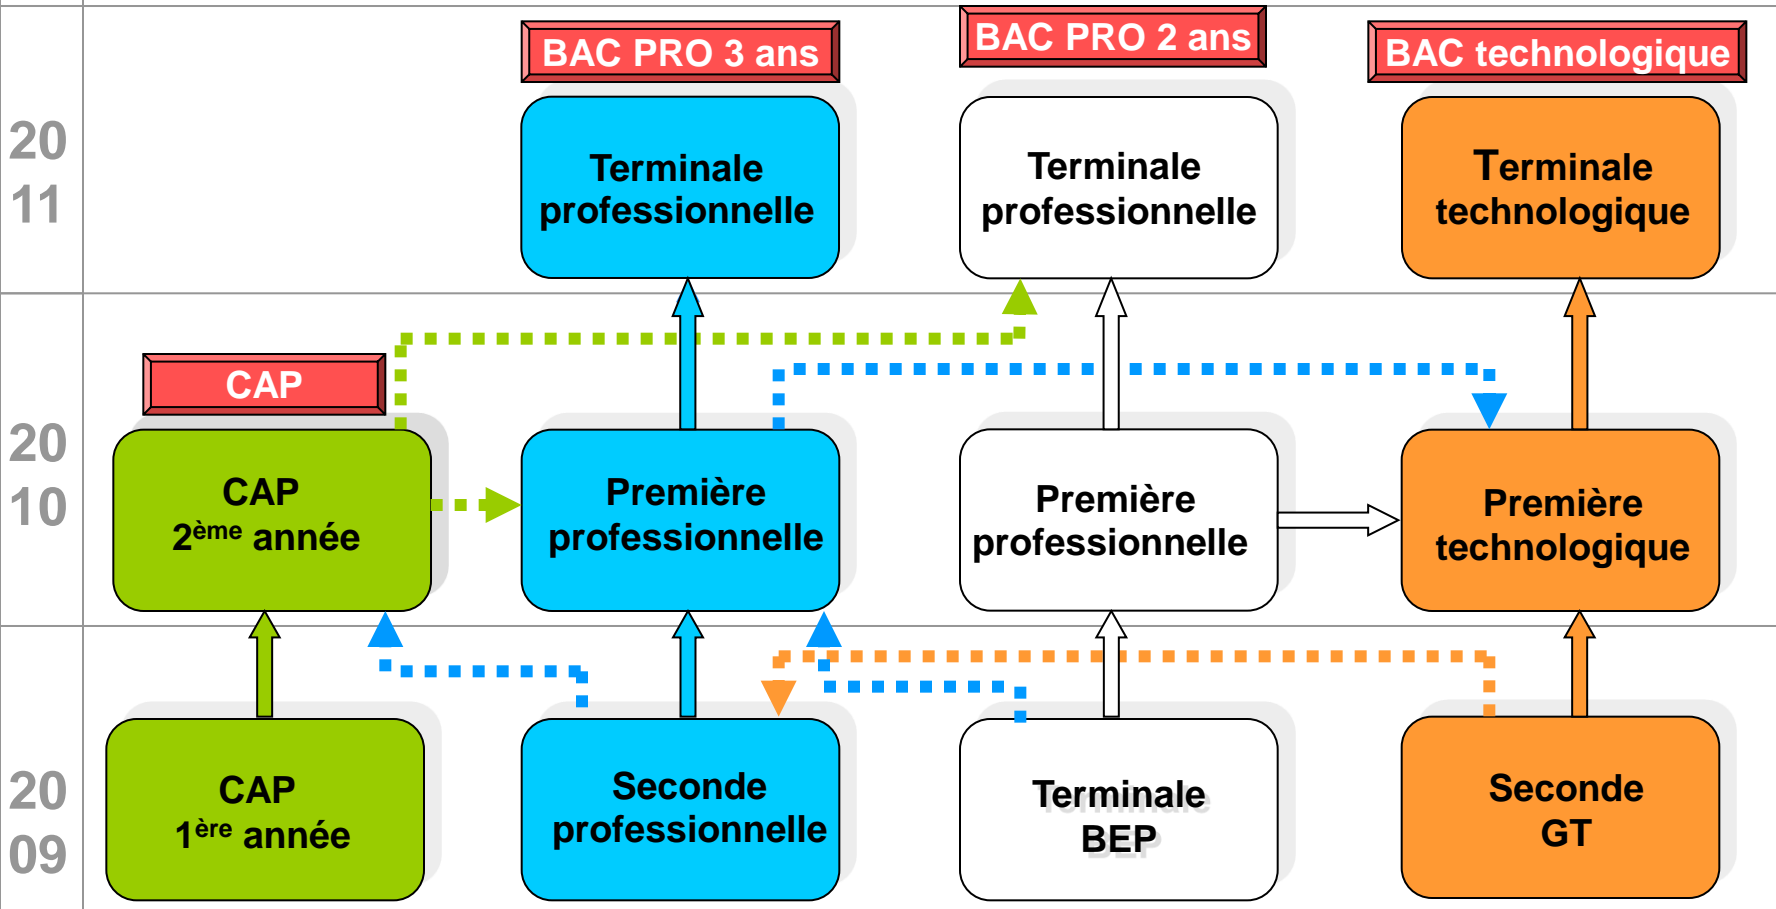 BAC PRO 3 ans
BAC PRO 2 ans
BAC technologique
20
11
Terminale
professionnelle
Terminale
professionnelle
Terminale
technologique
CAP
20
10
CAP
2ème année
Première
professionnelle
Première
professionnelle
Première
technologique
20
09
CAP
1ère année
Seconde
professionnelle
Terminale
BEP
Seconde
GT